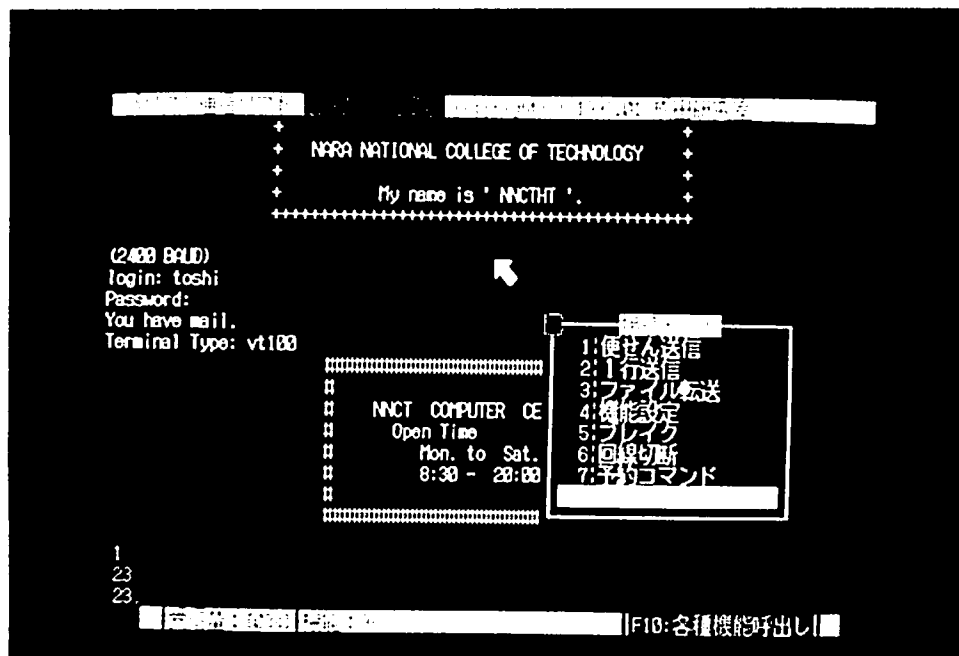 NARA NATIONAL COLLEGE OF TECHNOLOGY
My name is ' NNCTHT '.
(2400 BAUD)
login: toshi
Password:
You have mail.
Terminal Type: vt100
NNCT COMPUTER CE
Open Time
Mon. to Sat.
8:30 - 20:00
1:便せん送信
2:1行送信
3:ファイル転送
4:機能設定
5:ブレイク
6:回線切断
7:予約コマンド
1
23
23
F10:各種機能呼出し